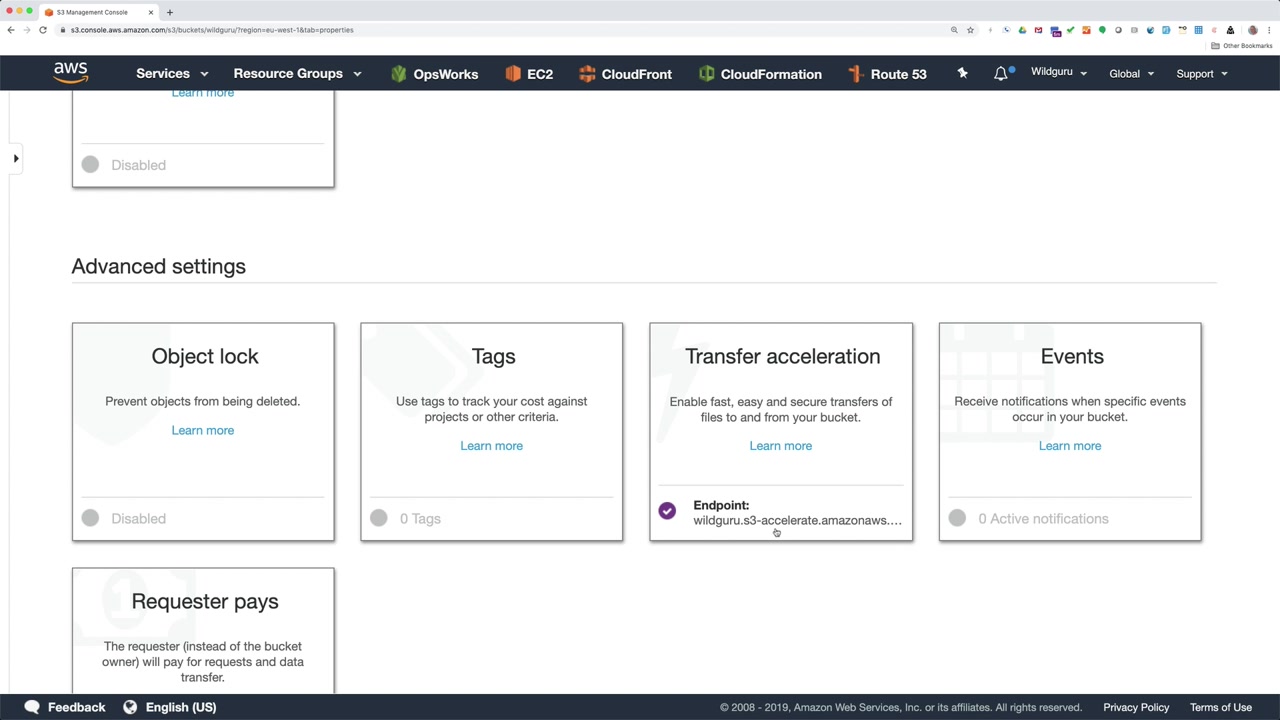 S3 Management Console
s3.console.aws.amazon.com/s3/buckets/wildguru/?region=eu-west-1&tab=properties
Other Bookmarks
aws
Services
Resource Groups
OpsWorks
EC2
CloudFront
CloudFormation
Route 53
Wildguru
Global
Support
Learn more
Disabled
Advanced settings
Object lock
Prevent objects from being deleted.
Learn more
Disabled
Tags
Use tags to track your cost against
projects or other criteria.
Learn more
0 Tags
Transfer acceleration
Enable fast, easy and secure transfers of
files to and from your bucket.
Learn more
Endpoint:
wildguru.s3-accelerate.amazonaws....
Events
Receive notifications when specific events
occur in your bucket.
Learn more
0 Active notifications
Requester pays
The requester (instead of the bucket
owner) will pay for requests and data
transfer.
Feedback
English (US)
© 2008 - 2019, Amazon Web Services, Inc. or its affiliates. All rights reserved.
Privacy Policy
Terms of Use